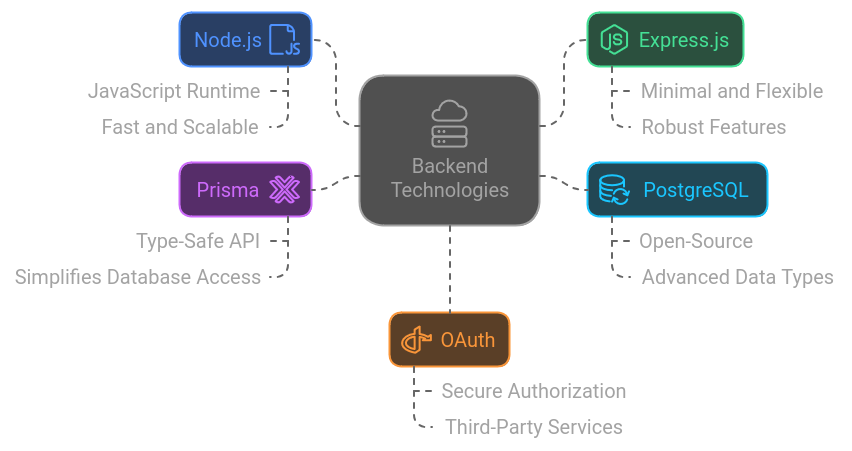 Node.js
JS
JavaScript Runtime
Fast and Scalable
Express.js
JS
Minimal and Flexible
Robust Features
Backend
Technologies
Prisma
Type-Safe API
Simplifies Database Access
PostgreSQL
Open-Source
Advanced Data Types
OAuth
Secure Authorization
Third-Party Services